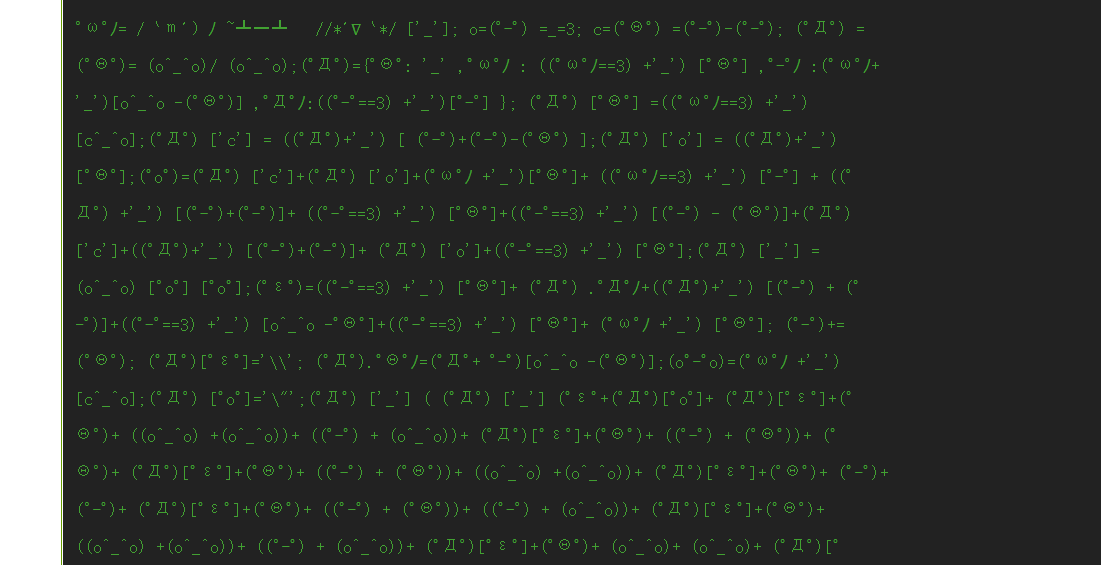 ﾟωﾟﾉ= /｀ｍ´）ﾉ ~┻━┻   //*´∇｀*/ ['_']; o=(ﾟｰﾟ)  =_=3; c=(ﾟΘﾟ) =(ﾟｰﾟ)-(ﾟｰﾟ); (ﾟДﾟ) =
(ﾟΘﾟ)= (o^_^o)/ (o^_^o);(ﾟДﾟ)={ﾟΘﾟ: '_' ,ﾟωﾟﾉ : ((ﾟωﾟﾉ==3) +'_') [ﾟΘﾟ] ,ﾟｰﾟﾉ :(ﾟωﾟﾉ+
'_')[o^_^o -(ﾟΘﾟ)] ,ﾟДﾟﾉ:((ﾟｰﾟ==3) +'_')[ﾟｰﾟ] }; (ﾟДﾟ) [ﾟΘﾟ] =((ﾟωﾟﾉ==3) +'_')
[c^_^o];(ﾟДﾟ) ['c'] = ((ﾟДﾟ)+'_') [ (ﾟｰﾟ)+(ﾟｰﾟ)-(ﾟΘﾟ) ];(ﾟДﾟ) ['o'] = ((ﾟДﾟ)+'_')
[ﾟΘﾟ];(ﾟoﾟ)=(ﾟДﾟ) ['c']+(ﾟДﾟ) ['o']+(ﾟωﾟﾉ +'_')[ﾟΘﾟ]+ ((ﾟωﾟﾉ==3) +'_') [ﾟｰﾟ] + ((ﾟ
Дﾟ) +'_') [(ﾟｰﾟ)+(ﾟｰﾟ)]+ ((ﾟｰﾟ==3) +'_') [ﾟΘﾟ]+((ﾟｰﾟ==3) +'_') [(ﾟｰﾟ) - (ﾟΘﾟ)]+(ﾟДﾟ)
['c']+((ﾟДﾟ)+'_') [(ﾟｰﾟ)+(ﾟｰﾟ)]+ (ﾟДﾟ) ['o']+((ﾟｰﾟ==3) +'_') [ﾟΘﾟ];(ﾟДﾟ) ['_'] =
(o^_^o) [ﾟoﾟ] [ﾟoﾟ];(ﾟεﾟ)=((ﾟｰﾟ==3) +'_') [ﾟΘﾟ]+ (ﾟДﾟ) .ﾟДﾟﾉ+((ﾟДﾟ)+'_') [(ﾟｰﾟ) + (ﾟ
ｰﾟ)]+((ﾟｰﾟ==3) +'_') [o^_^o -ﾟΘﾟ]+((ﾟｰﾟ==3) +'_') [ﾟΘﾟ]+ (ﾟωﾟﾉ +'_') [ﾟΘﾟ]; (ﾟｰﾟ)+=
(ﾟΘﾟ); (ﾟДﾟ)[ﾟεﾟ]='\\'; (ﾟДﾟ).ﾟΘﾟﾉ=(ﾟДﾟ+ ﾟｰﾟ)[o^_^o -(ﾟΘﾟ)];(oﾟｰﾟo)=(ﾟωﾟﾉ +'_')
[c^_^o];(ﾟДﾟ) [ﾟoﾟ]='\"';(ﾟДﾟ) ['_'] ( (ﾟДﾟ) ['_'] (ﾟεﾟ+(ﾟДﾟ)[ﾟoﾟ]+ (ﾟДﾟ)[ﾟεﾟ]+(ﾟ
Θﾟ)+ ((o^_^o) +(o^_^o))+ ((ﾟｰﾟ) + (o^_^o))+ (ﾟДﾟ)[ﾟεﾟ]+(ﾟΘﾟ)+ ((ﾟｰﾟ) + (ﾟΘﾟ))+ (ﾟ
Θﾟ)+ (ﾟДﾟ)[ﾟεﾟ]+(ﾟΘﾟ)+ ((ﾟｰﾟ) + (ﾟΘﾟ))+ ((o^_^o) +(o^_^o))+ (ﾟДﾟ)[ﾟεﾟ]+(ﾟΘﾟ)+ (ﾟｰﾟ)+
(ﾟｰﾟ)+ (ﾟДﾟ)[ﾟεﾟ]+(ﾟΘﾟ)+ ((ﾟｰﾟ) + (ﾟΘﾟ))+ ((ﾟｰﾟ) + (o^_^o))+ (ﾟДﾟ)[ﾟεﾟ]+(ﾟΘﾟ)+
((o^_^o) +(o^_^o))+ ((ﾟｰﾟ) + (o^_^o))+ (ﾟДﾟ)[ﾟεﾟ]+(ﾟΘﾟ)+ (o^_^o)+ (o^_^o)+ (ﾟДﾟ)[ﾟ